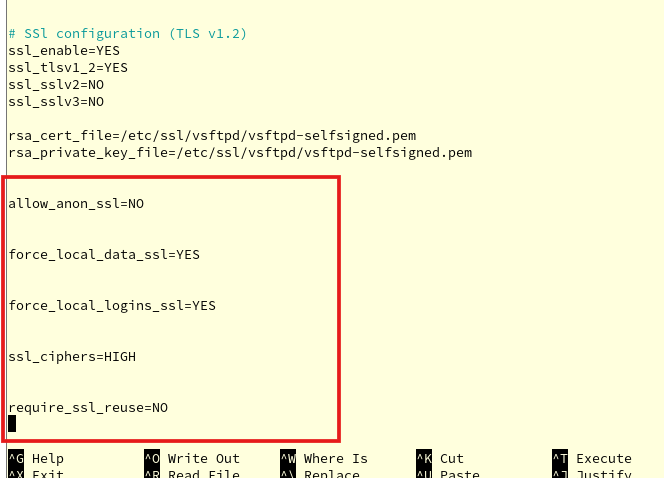 # SSl configuration (TLS v1.2)
ssl_enable=YES
ssl_tlsv1_2=YES
ssl_sslv2=NO
ssl_sslv3=NO
rsa_cert_file=/etc/ssl/vsftpd/vsftpd-selfsigned.pem
rsa_private_key_file=/etc/ssl/vsftpd/vsftpd-selfsigned.pem
allow_anon_ssl=NO
force_local_data_ssl=YES
force_local_logins_ssl=YES
ssl_ciphers=HIGH
require_ssl_reuse=NO
^G Help ^O Write Out ^W Where Is ^K Cut ^T Execute
^X Exit ^R Read File ^\ Replace ^U Paste ^J Justify